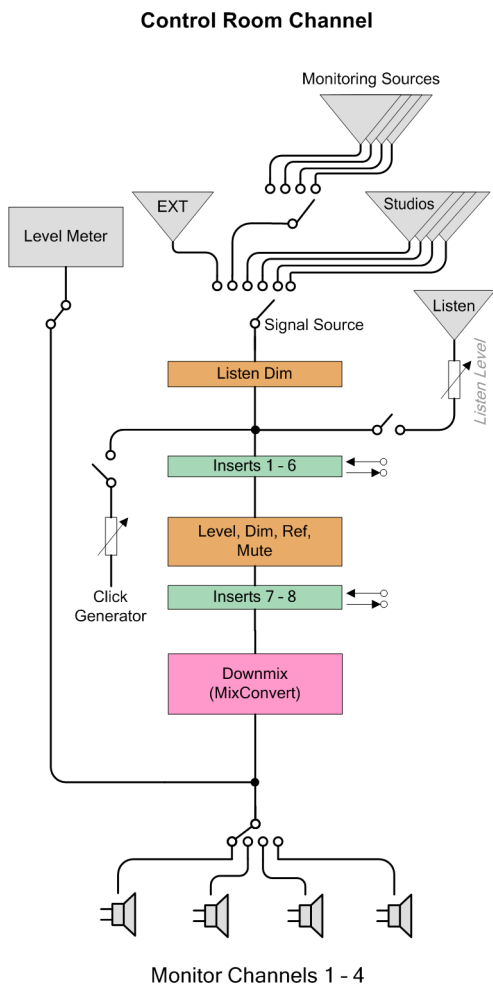 Control Room Channel
Monitoring Sources
EXT
Studios
Level Meter
Listen
Signal Source
Listen Level
Listen Dim
Inserts 1 - 6
Level, Dim, Ref,
Mute
Click
Generator
Inserts 7 - 8
Downmix
(MixConvert)
Monitor Channels 1 - 4